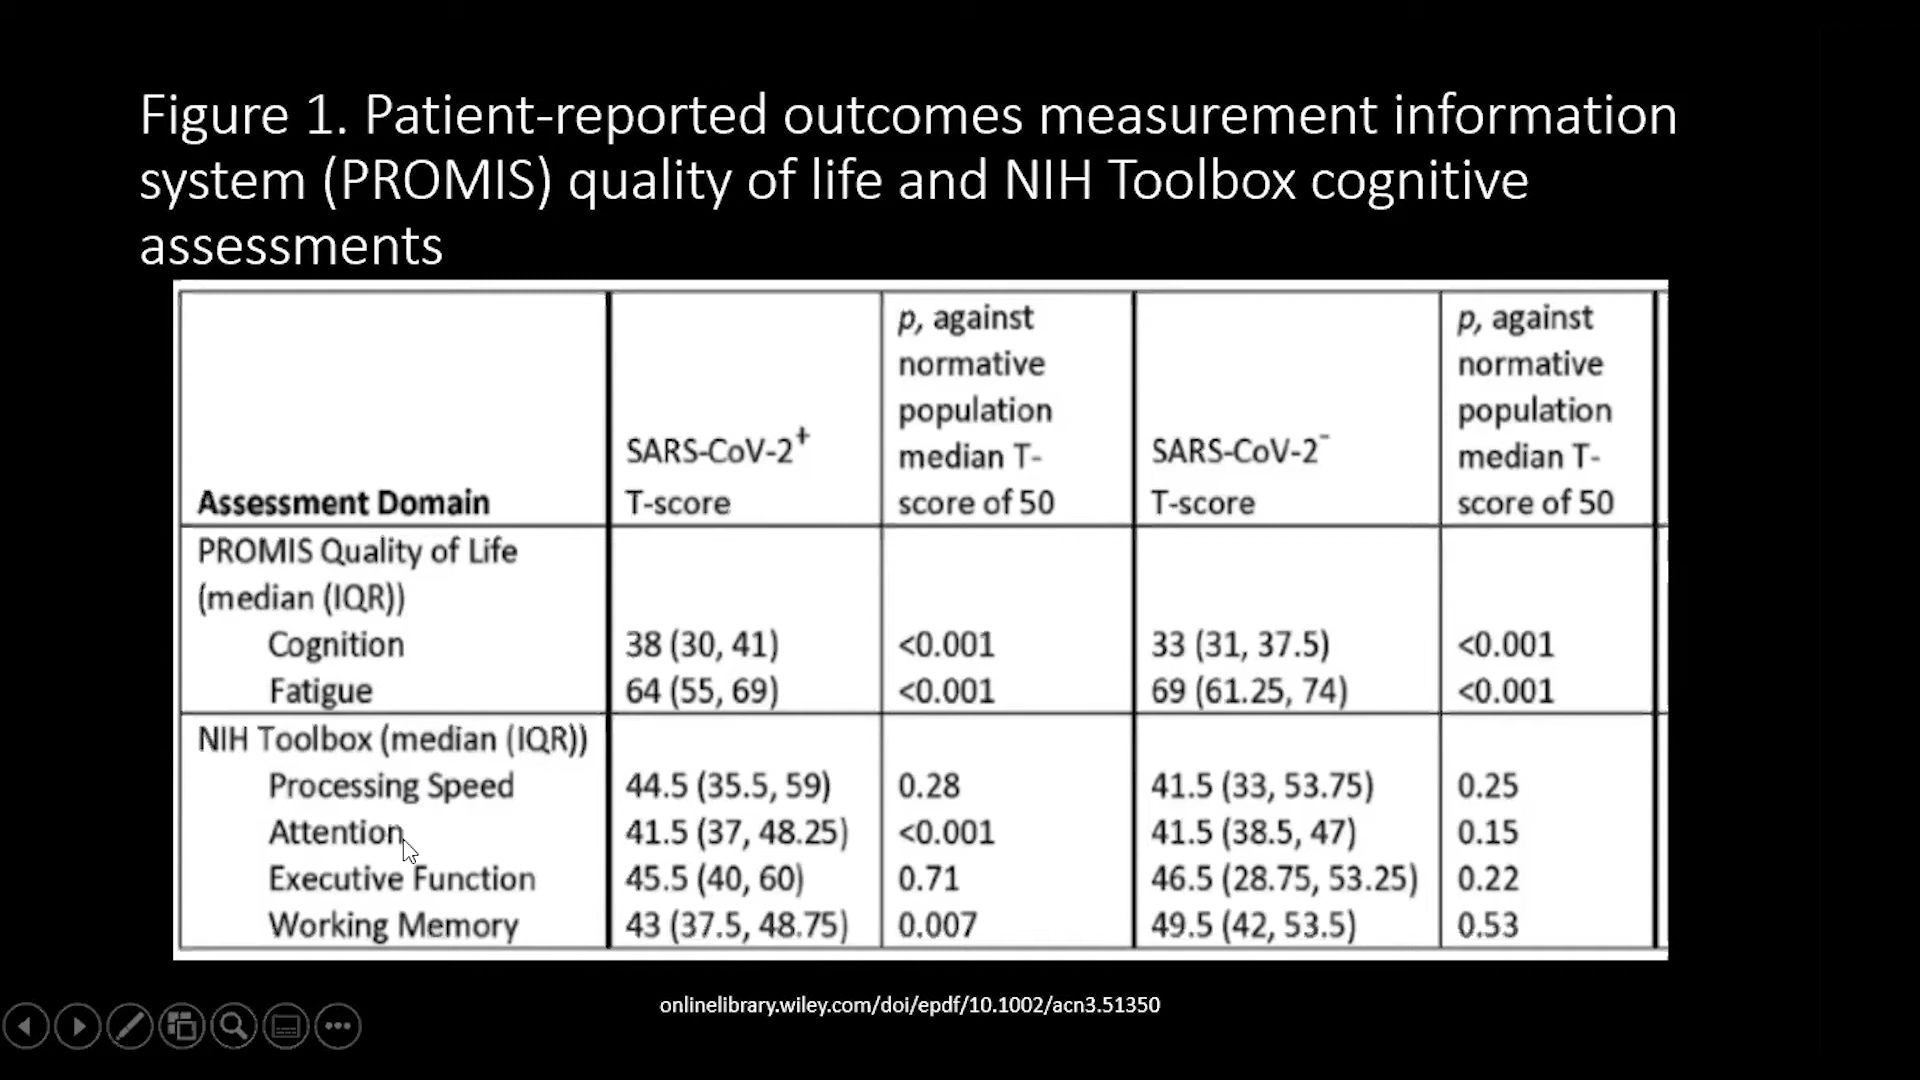 Figure 1. Patient-reported outcomes measurement information
system (PROMIS) quality of life and NIH Toolbox cognitive
assessments
Assessment Domain
SARS-CoV-2⁺
T-score
p, against
normative
population
median T-
score of 50
SARS-CoV-2⁻
T-score
p, against
normative
population
median T-
score of 50
PROMIS Quality of Life
(median (IQR))
Cognition 38 (30, 41) <0.001 33 (31, 37.5) <0.001
Fatigue 64 (55, 69) <0.001 69 (61.25, 74) <0.001
NIH Toolbox (median (IQR))
Processing Speed 44.5 (35.5, 59) 0.28 41.5 (33, 53.75) 0.25
Attention 41.5 (37, 48.25) <0.001 41.5 (38.5, 47) 0.15
Executive Function 45.5 (40, 60) 0.71 46.5 (28.75, 53.25) 0.22
Working Memory 43 (37.5, 48.75) 0.007 49.5 (42, 53.5) 0.53
onlinelibrary.wiley.com/doi/epdf/10.1002/acn3.51350